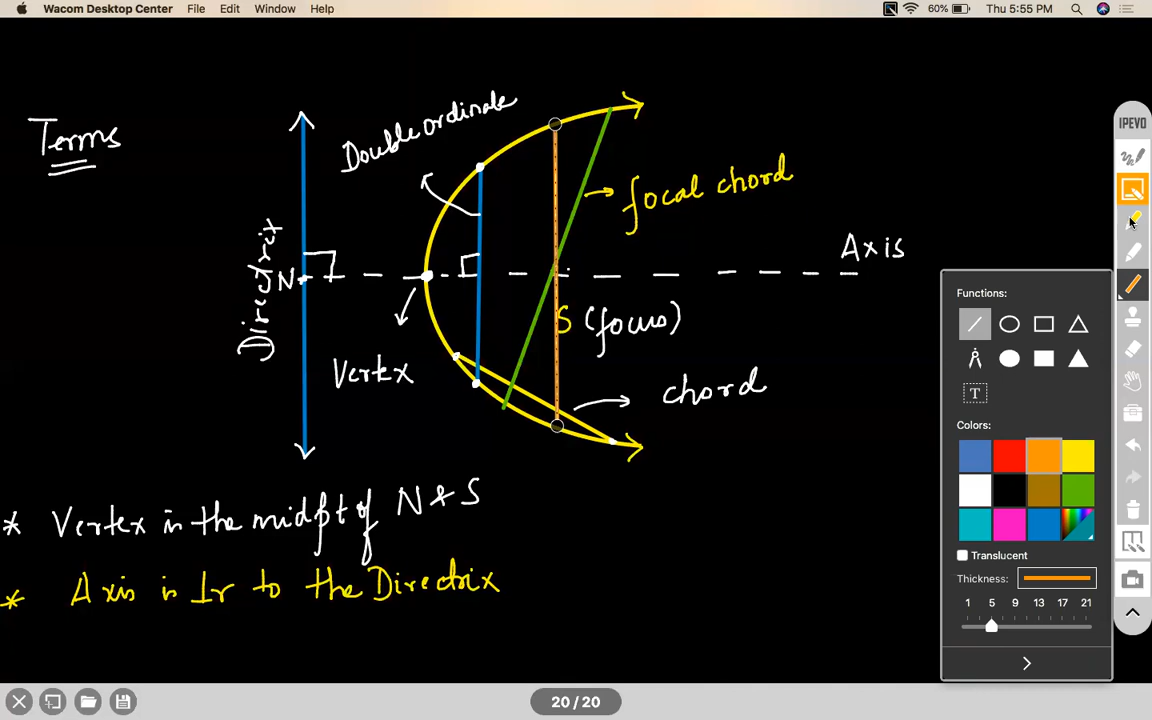 Wacom Desktop Center File Edit Window Help 60% Thu 5:55 PM
Terms
Double ordinate
IPEVO
focal chord
Axis
Directrix
N
S (focus)
Vertex
chord
* Vertex is the midpt of N & S
* Axis is ⊥r to the Directrix
Functions:
T
Colors:
Translucent
Thickness:
1 5 9 13 17 21
20 / 20